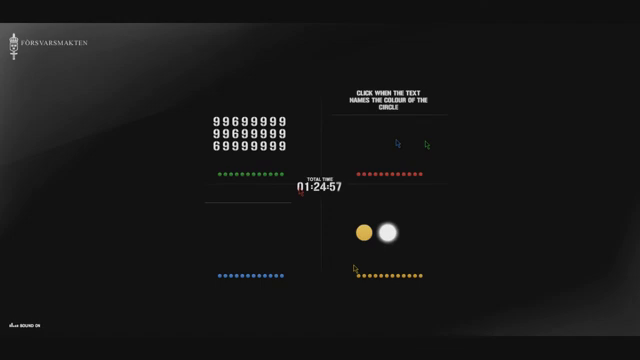 FÖRSVARSMAKTEN
CLICK WHEN THE TEXT
NAMES THE COLOUR OF THE
CIRCLE
99699999
99699999
69999999
TOTAL TIME
01:24:57
SOUND ON